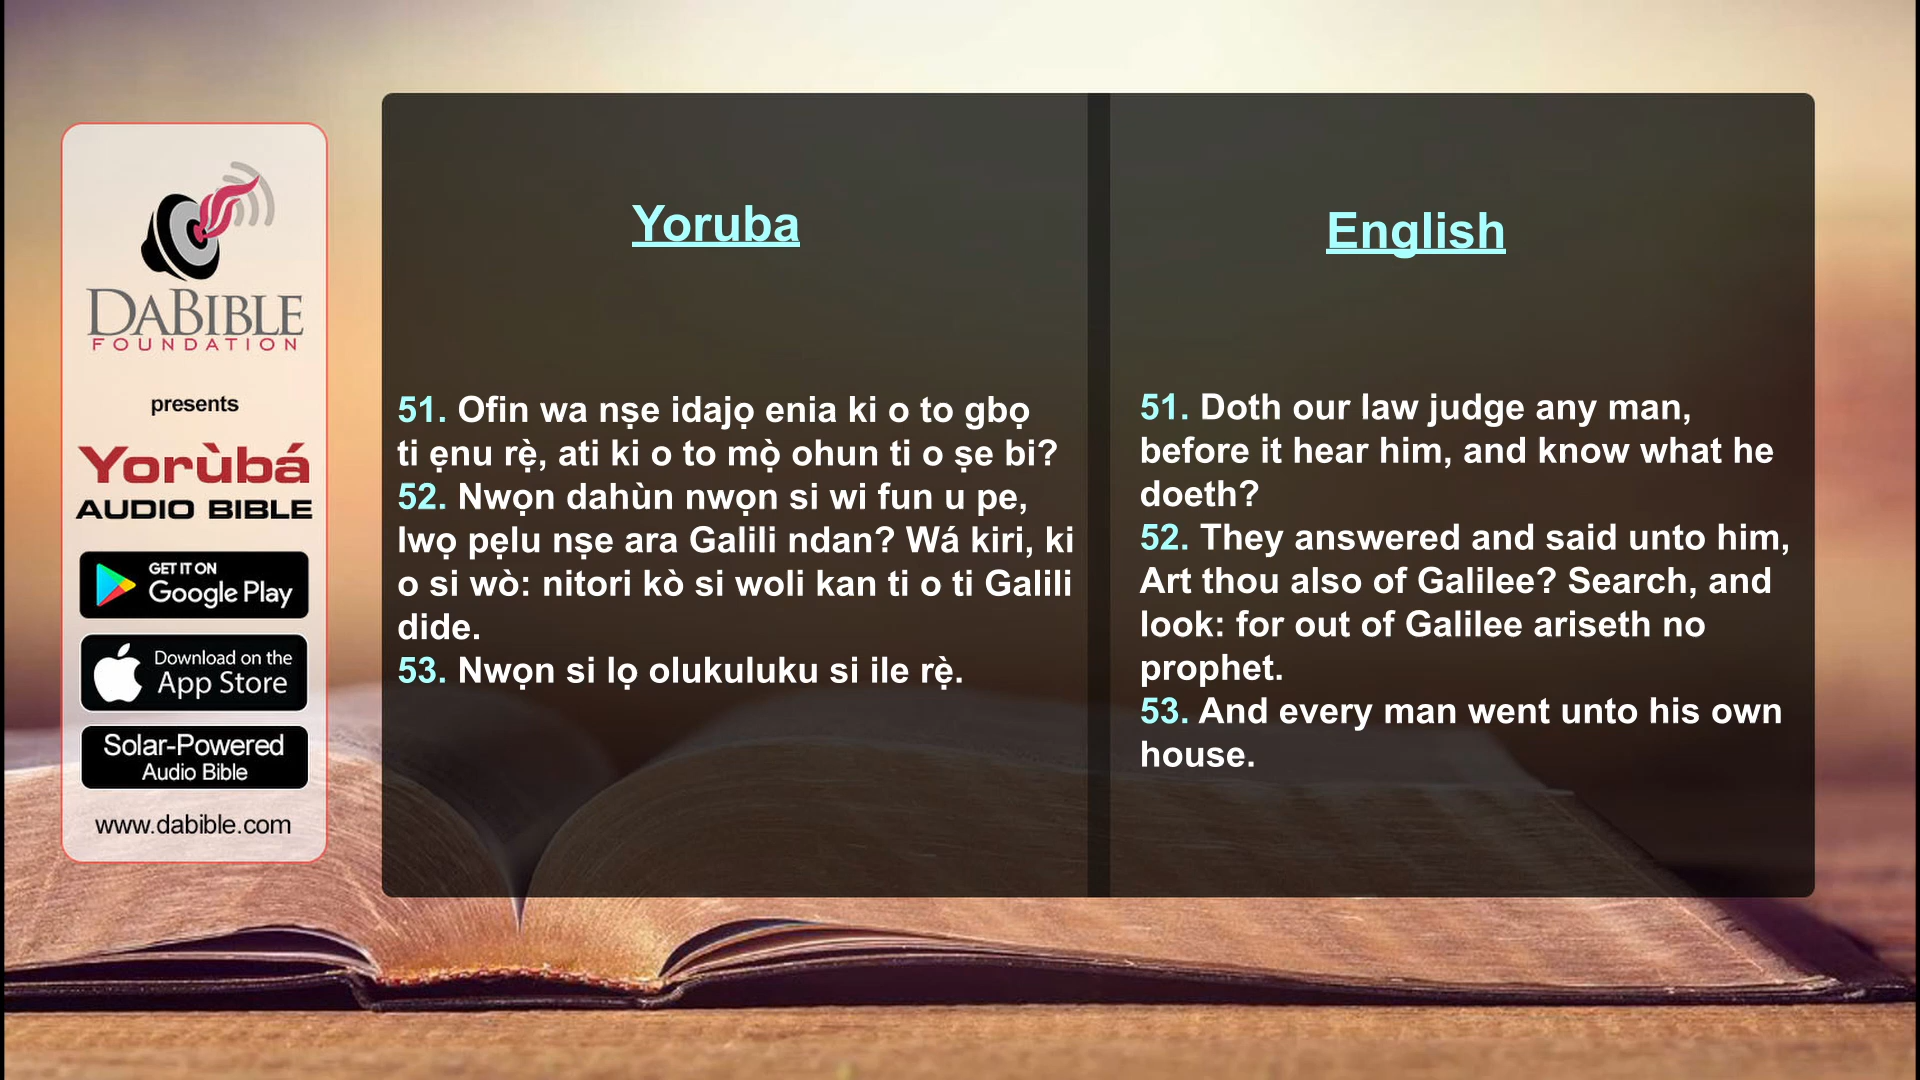 DABIBLE
FOUNDATION
presents
Yorùbá
AUDIO BIBLE
GET IT ON
Google Play
Download on the
App Store
Solar-Powered
Audio Bible
www.dabible.com
Yoruba
51. Ofin wa nṣe idajọ enia ki o to gbọ
ti ẹnu rẹ̀, ati ki o to mọ̀ ohun ti o ṣe bi?
52. Nwọn dahùn nwọn si wi fun u pe,
Iwọ pẹlu nṣe ara Galili ndan? Wá kiri, ki
o si wò: nitori kò si woli kan ti o ti Galili
dide.
53. Nwọn si lọ olukuluku si ile rẹ̀.
English
51. Doth our law judge any man,
before it hear him, and know what he
doeth?
52. They answered and said unto him,
Art thou also of Galilee? Search, and
look: for out of Galilee ariseth no
prophet.
53. And every man went unto his own
house.